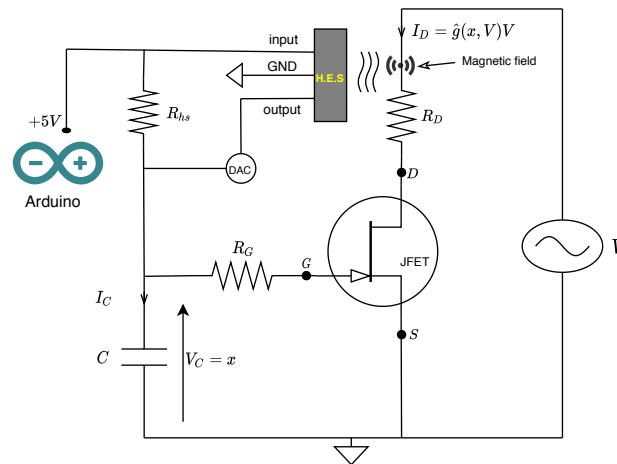 input
I_D = ĝ(x, V)V
GND
H.E.S
Magnetic field
output
R_hs
R_D
+5V
DAC
D
Arduino
R_G
G
JFET
V
I_C
S
C
V_C = x